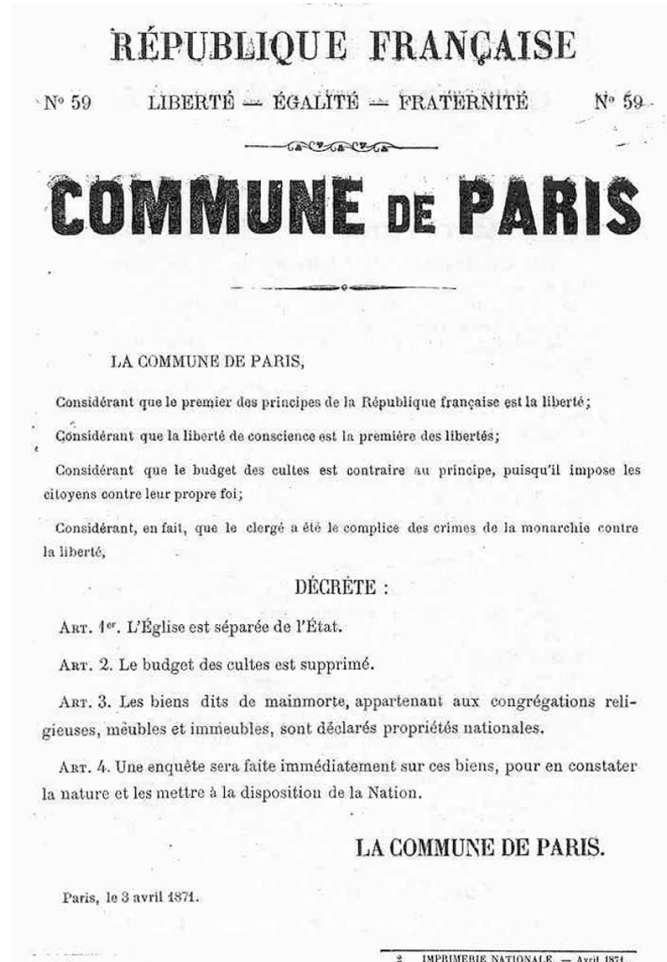 RÉPUBLIQUE FRANÇAISE
N° 59 LIBERTÉ — ÉGALITÉ — FRATERNITÉ N° 59
COMMUNE DE PARIS
LA COMMUNE DE PARIS,
Considérant que le premier des principes de la République française est la liberté;
Considérant que la liberté de conscience est la première des libertés;
Considérant que le budget des cultes est contraire au principe, puisqu'il impose les
citoyens contre leur propre foi;
Considérant, en fait, que le clergé a été le complice des crimes de la monarchie contre
la liberté,
DÉCRÈTE :
ART. 1er. L'Église est séparée de l'État.
ART. 2. Le budget des cultes est supprimé.
ART. 3. Les biens dits de mainmorte, appartenant aux congrégations reli-
gieuses, meubles et immeubles, sont déclarés propriétés nationales.
ART. 4. Une enquête sera faite immédiatement sur ces biens, pour en constater
la nature et les mettre à la disposition de la Nation.
LA COMMUNE DE PARIS.
Paris, le 3 avril 1871.
2 IMPRIMERIE NATIONALE. — Avril 1871.